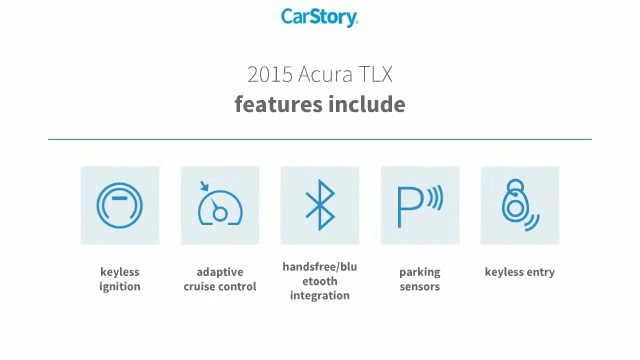 CarStory
2015 Acura TLX
features include
P
keyless
ignition
adaptive
cruise control
handsfree/blu
etooth
integration
parking
sensors
keyless entry